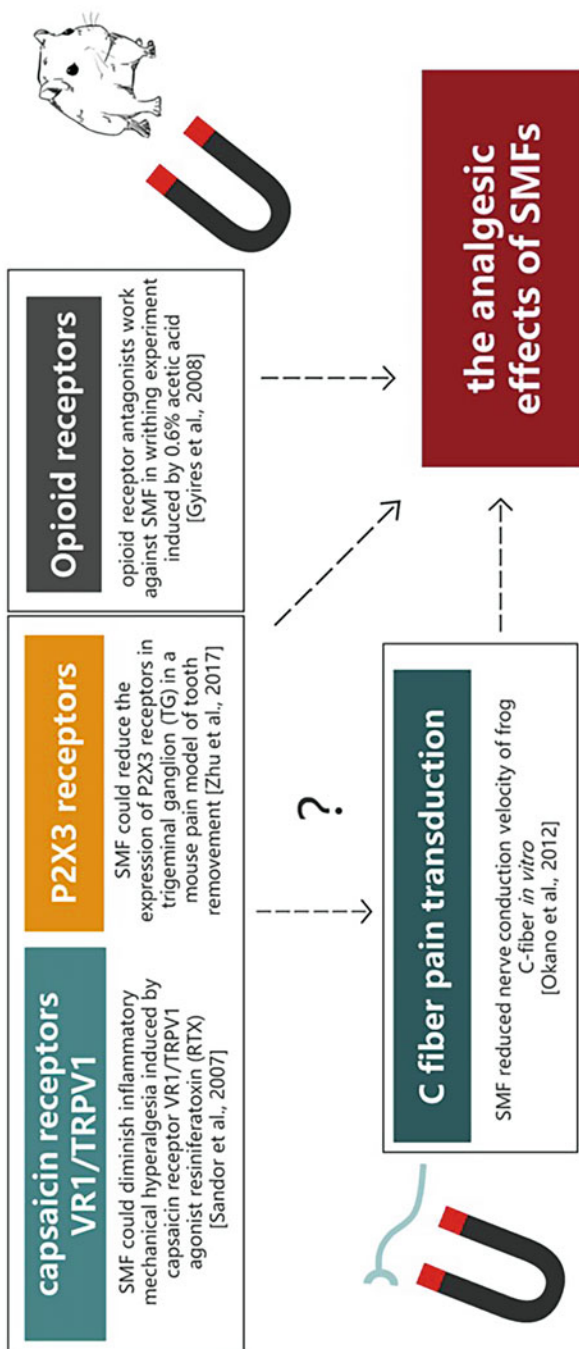 capsaicin receptors
VR1/TRPV1
SMF could diminish inflammatory
mechanical hyperalgesia induced by
capsaicin receptor VR1/TRPV1
agonist resiniferatoxin (RTX)
[Sandor et al., 2007]
P2X3 receptors
SMF could reduce the
expression of P2X3 receptors in
trigeminal ganglion (TG) in a
mouse pain model of tooth
removement [Zhu et al., 2017]
Opioid receptors
opioid receptor antagonists work
against SMF in writhing experiment
induced by 0.6% acetic acid
[Gyires et al., 2008]
?
C fiber pain transduction
SMF reduced nerve conduction velocity of frog
C-fiber in vitro
[Okano et al., 2012]
the analgesic
effects of SMFs